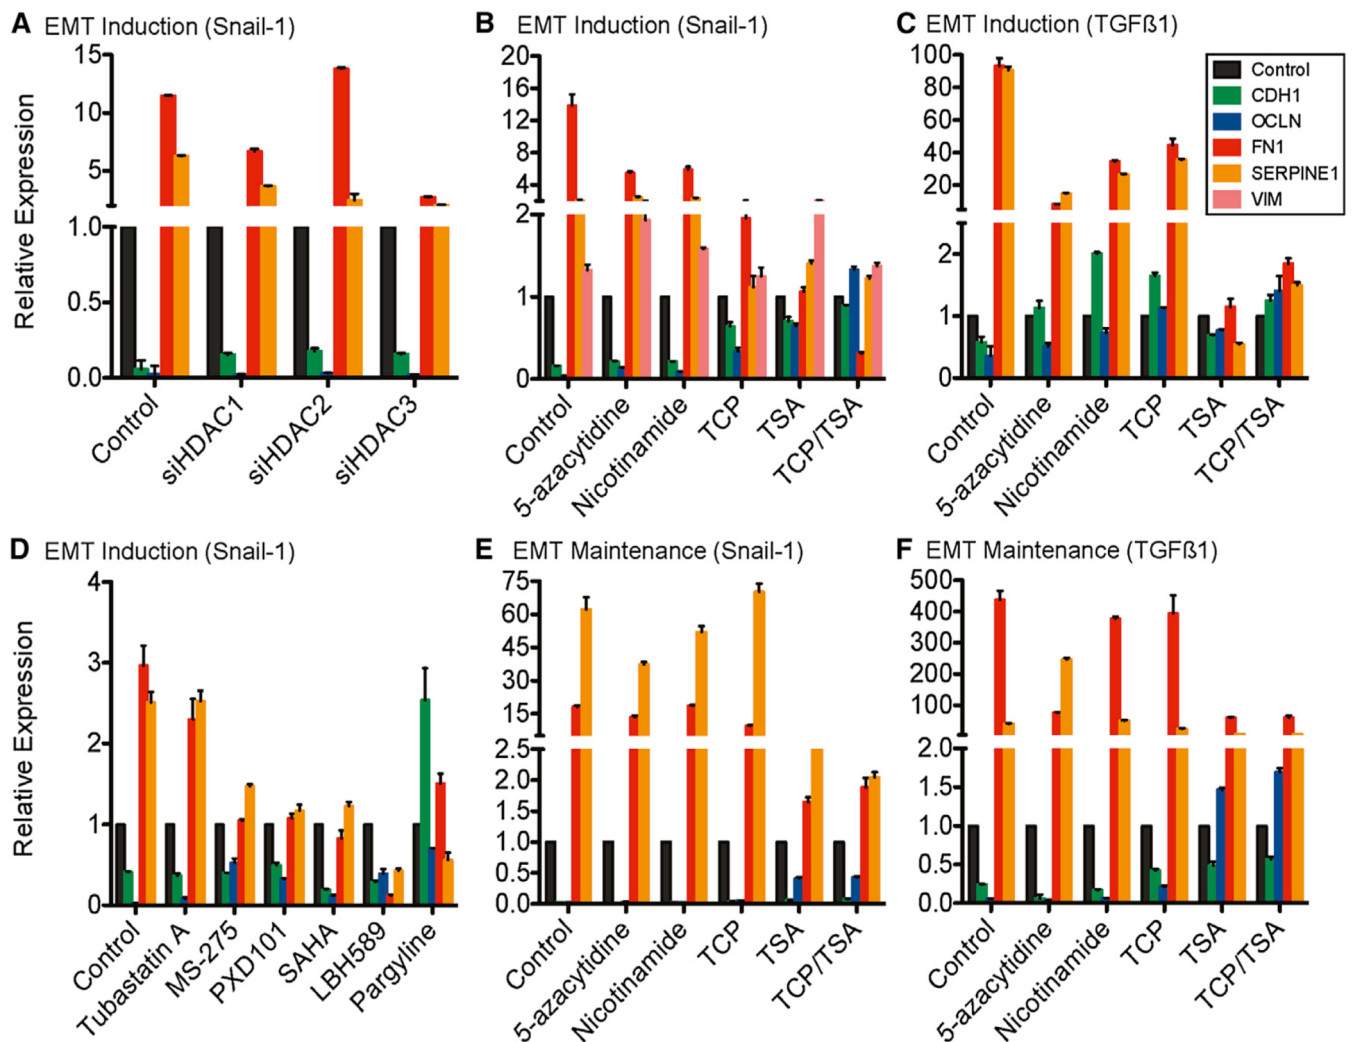 A EMT Induction (Snail-1)
B EMT Induction (Snail-1)
C EMT Induction (TGFß1)
Relative Expression
15
10
5
1.0
0.5
0.0
Control
siHDAC1
siHDAC2
siHDAC3
20
16
12
8
4
2
1
0
Control
5-azacytidine
Nicotinamide
TCP
TSA
TCP/TSA
100
80
60
40
20
2
1
0
Control
5-azacytidine
Nicotinamide
TCP
TSA
TCP/TSA
Control
CDH1
OCLN
FN1
SERPINE1
VIM
D EMT Induction (Snail-1)
E EMT Maintenance (Snail-1)
F EMT Maintenance (TGFß1)
Relative Expression
4
3
2
1
0
Control
Tubastatin A
MS-275
PXD101
SAHA
LBH589
Pargyline
75
60
45
30
15
2.5
2.0
1.5
1.0
0.5
0.0
Control
5-azacytidine
Nicotinamide
TCP
TSA
TCP/TSA
500
400
300
200
100
2.0
1.5
1.0
0.5
0.0
Control
5-azacytidine
Nicotinamide
TCP
TSA
TCP/TSA